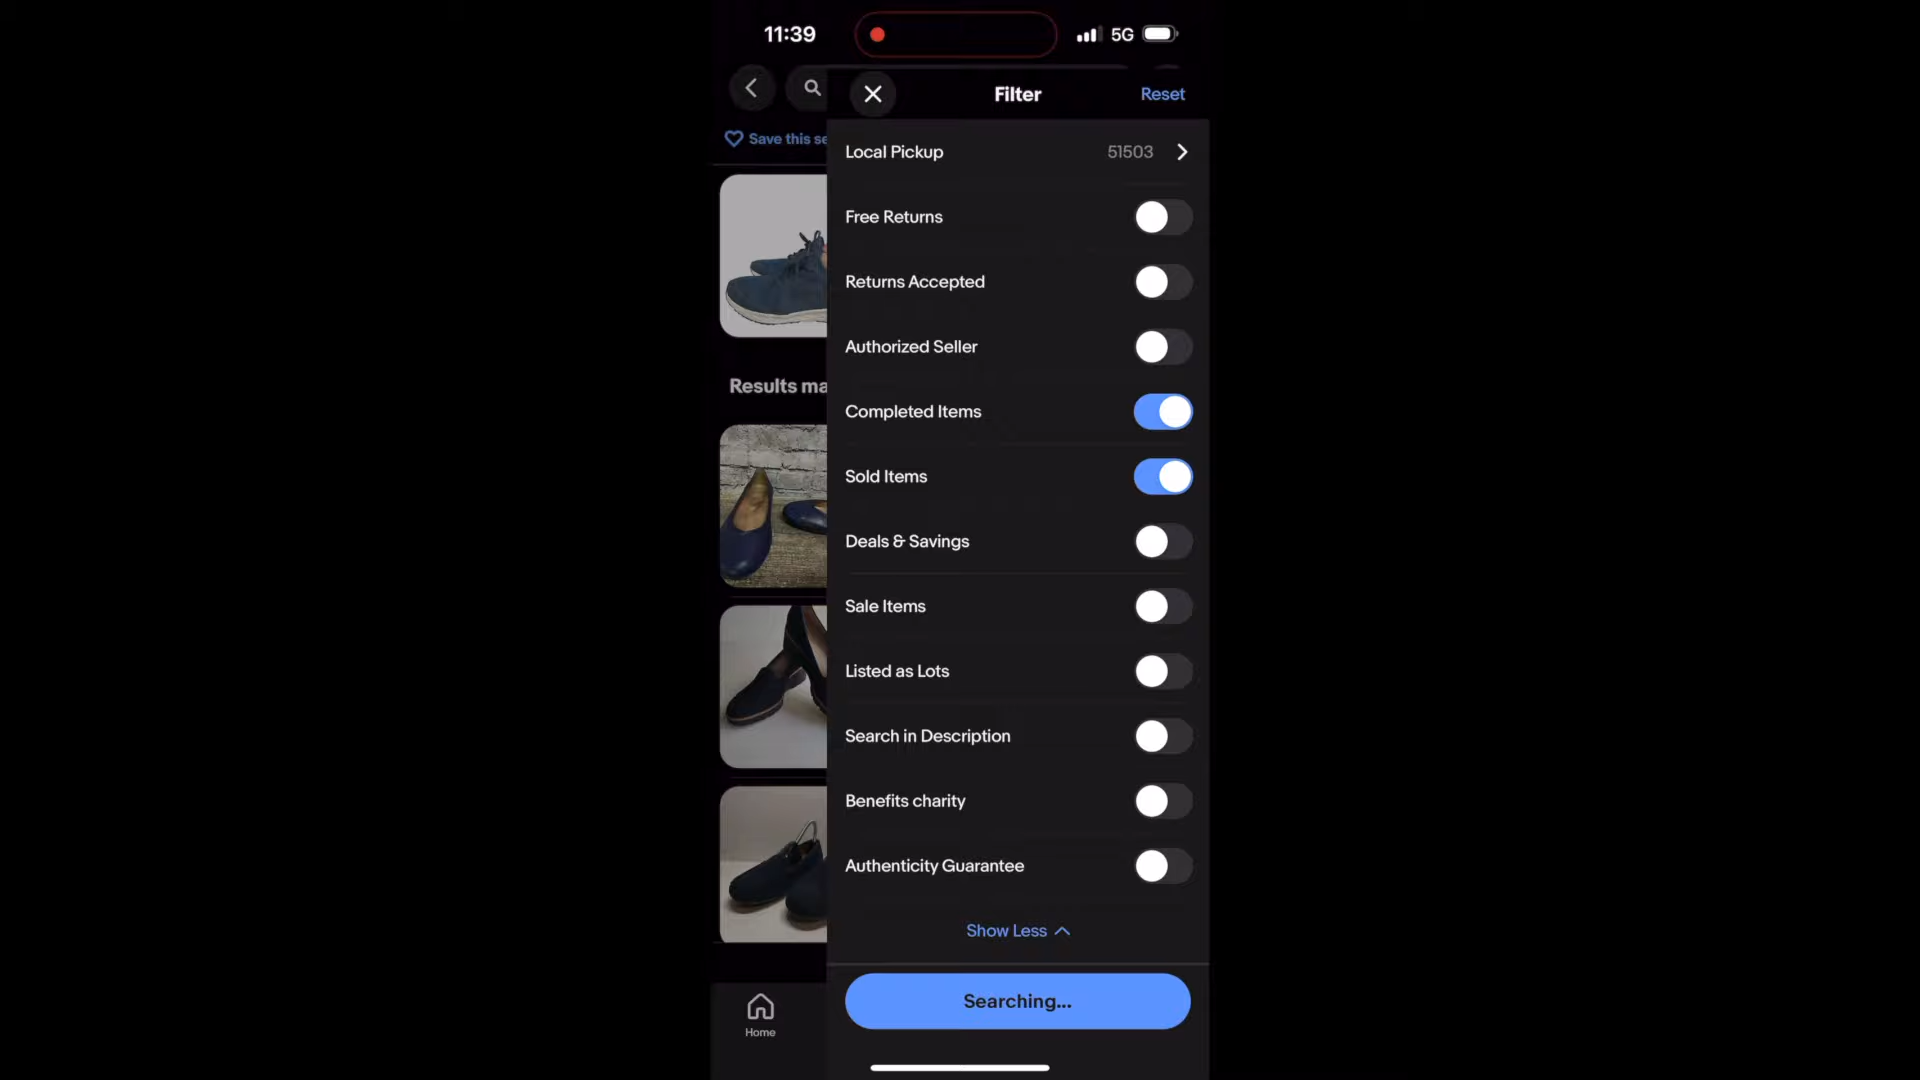 11:39
5G
Filter
Reset
Save this se
Local Pickup 51503
Free Returns
Returns Accepted
Authorized Seller
Results ma
Completed Items
Sold Items
Deals & Savings
Sale Items
Listed as Lots
Search in Description
Benefits charity
Authenticity Guarantee
Show Less
Searching...
Home